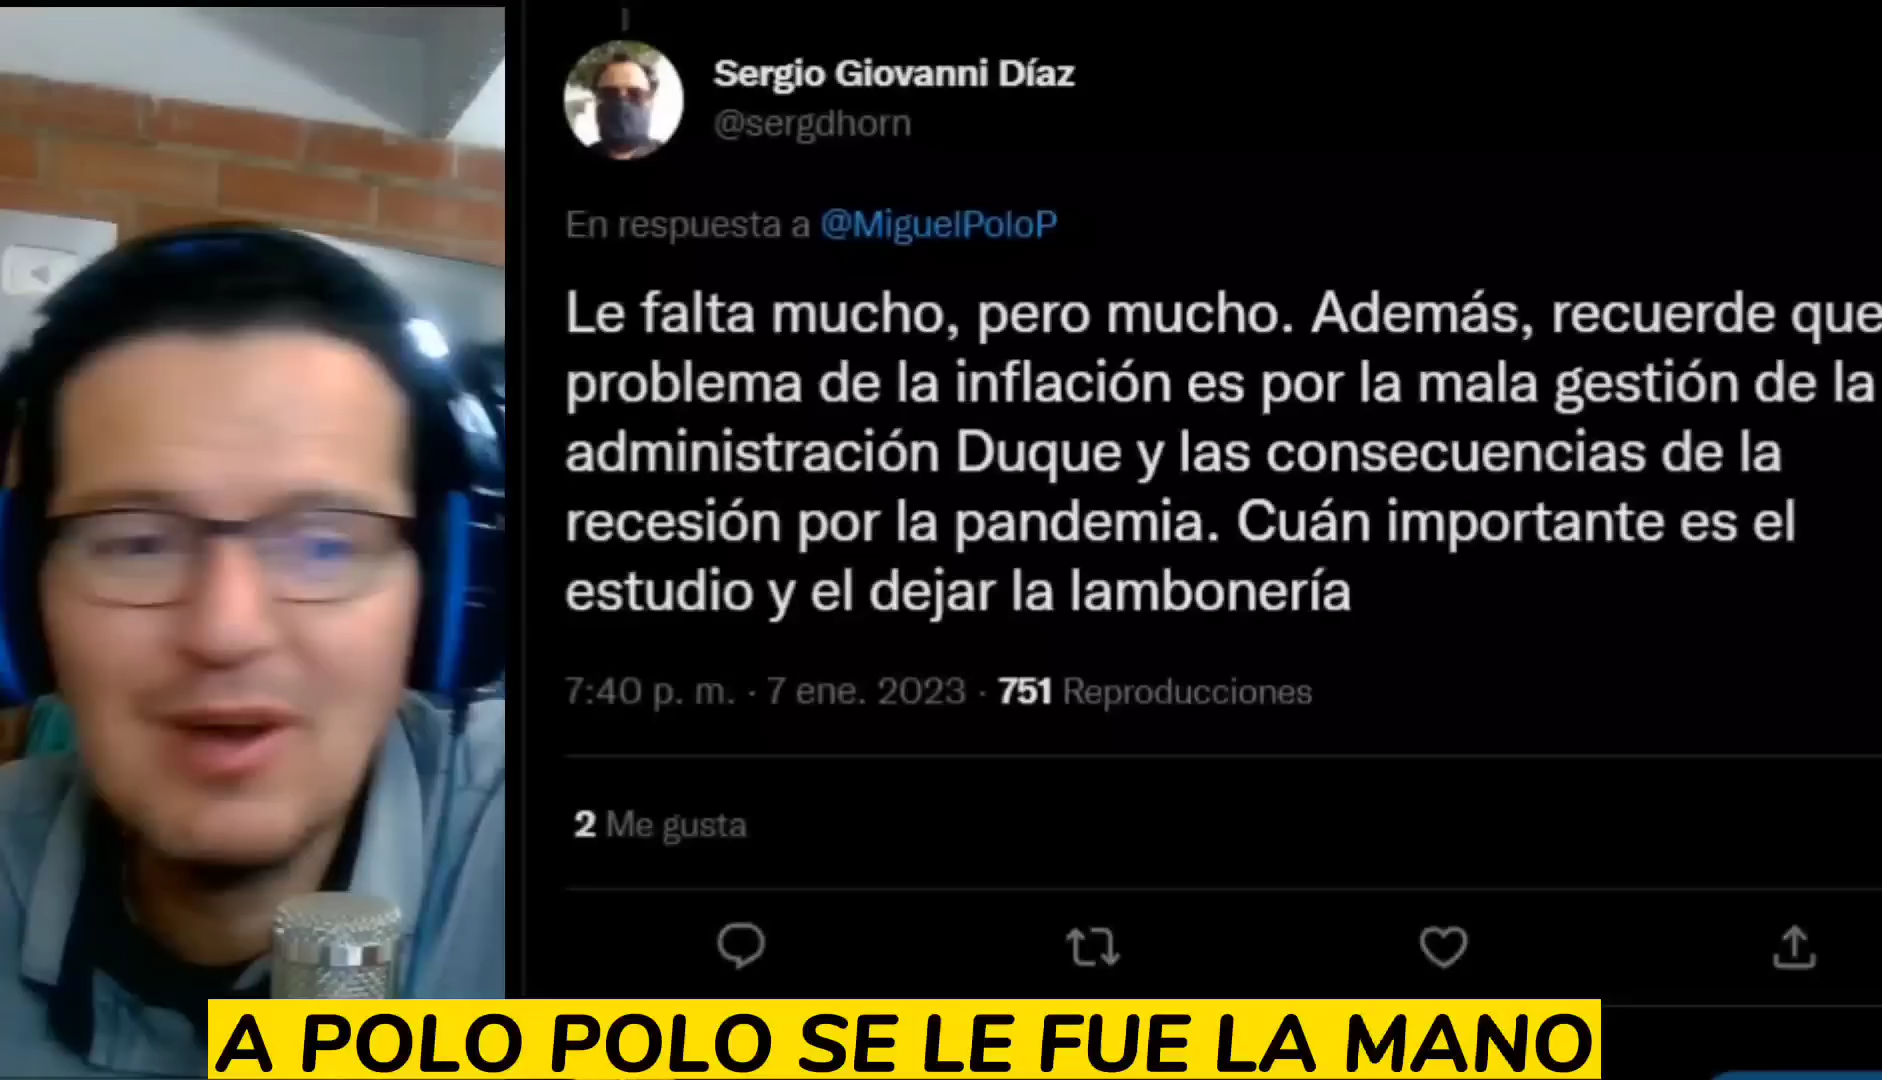 Sergio Giovanni Díaz
@sergdhorn
En respuesta a @MiguelPoloP
Le falta mucho, pero mucho. Además, recuerde que
problema de la inflación es por la mala gestión de la
administración Duque y las consecuencias de la
recesión por la pandemia. Cuán importante es el
estudio y el dejar la lambonería
7:40 p. m. · 7 ene. 2023 · 751 Reproducciones
2 Me gusta
A POLO POLO SE LE FUE LA MANO